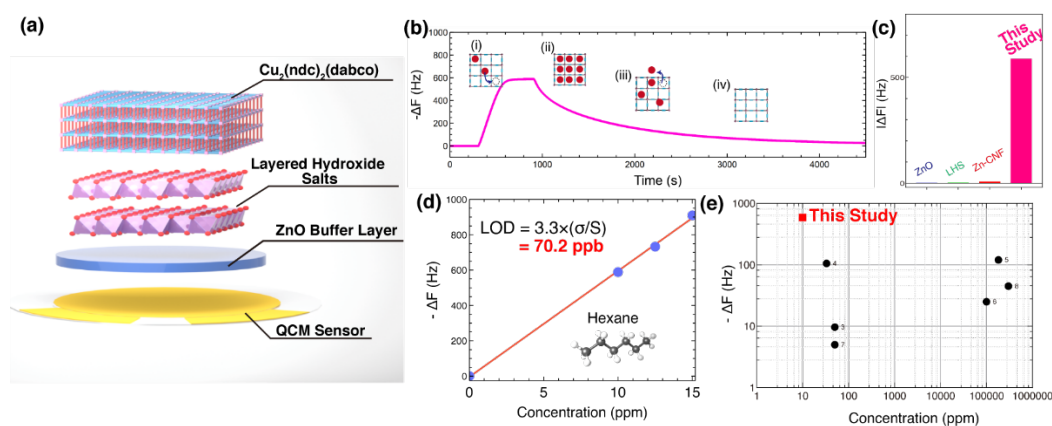 (a)
Cu2(ndc)2(dabco)
Layered Hydroxide
Salts
ZnO Buffer Layer
QCM Sensor
(b)
1000
800
600
400
200
0
-ΔF (Hz)
(i)
(ii)
(iii)
(iv)
0
1000
2000
3000
4000
Time (s)
(c)
500
0
|ΔF| (Hz)
ZnO
LHS
Zn-CNF
This
Study
(d)
-1000
800
600
400
200
0
- ΔF (Hz)
LOD = 3.3×(σ/S)
= 70.2 ppb
Hexane
0
5
10
15
Concentration (ppm)
(e)
1000
100
10
1
- ΔF (Hz)
This Study
4
5
8
6
3
7
1
10
100
1000
10000
100000
1000000
Concentration (ppm)